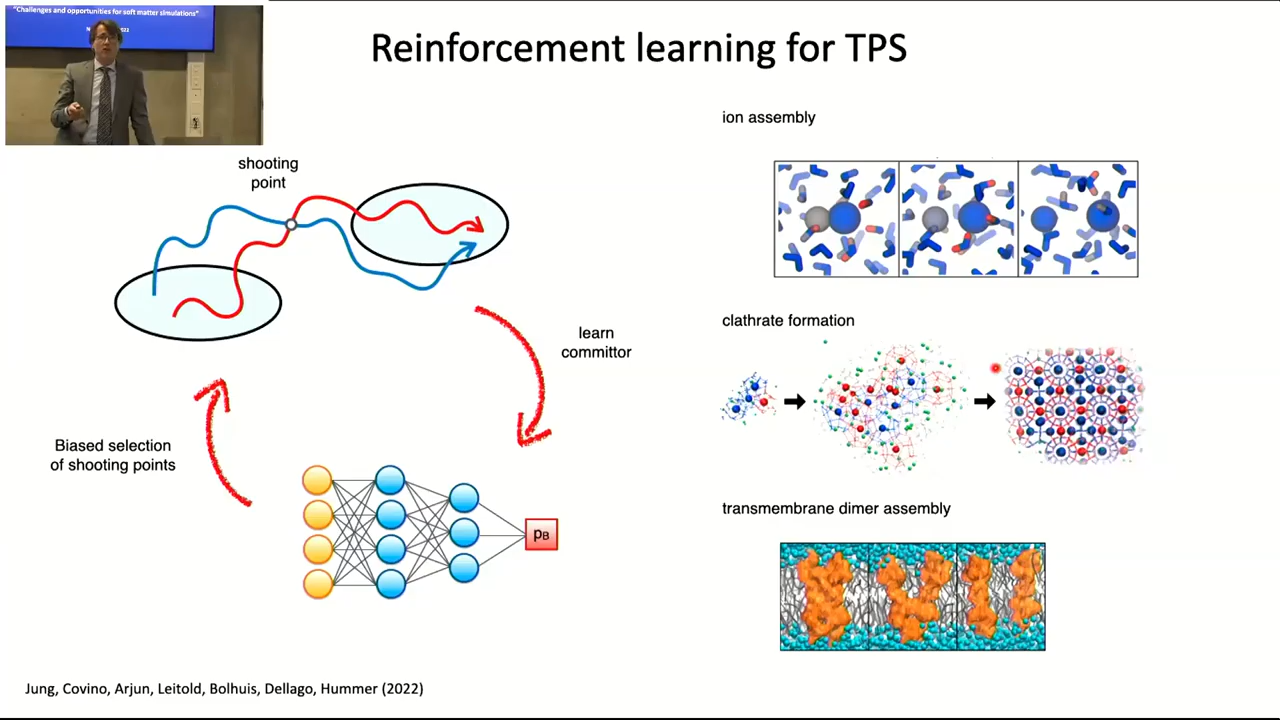 "Challenges and opportunities for soft matter simulations"
Reinforcement learning for TPS
ion assembly
shooting
point
clathrate formation
learn
committor
Biased selection
of shooting points
transmembrane dimer assembly
pB
Jung, Covino, Arjun, Leitold, Bolhuis, Dellago, Hummer (2022)